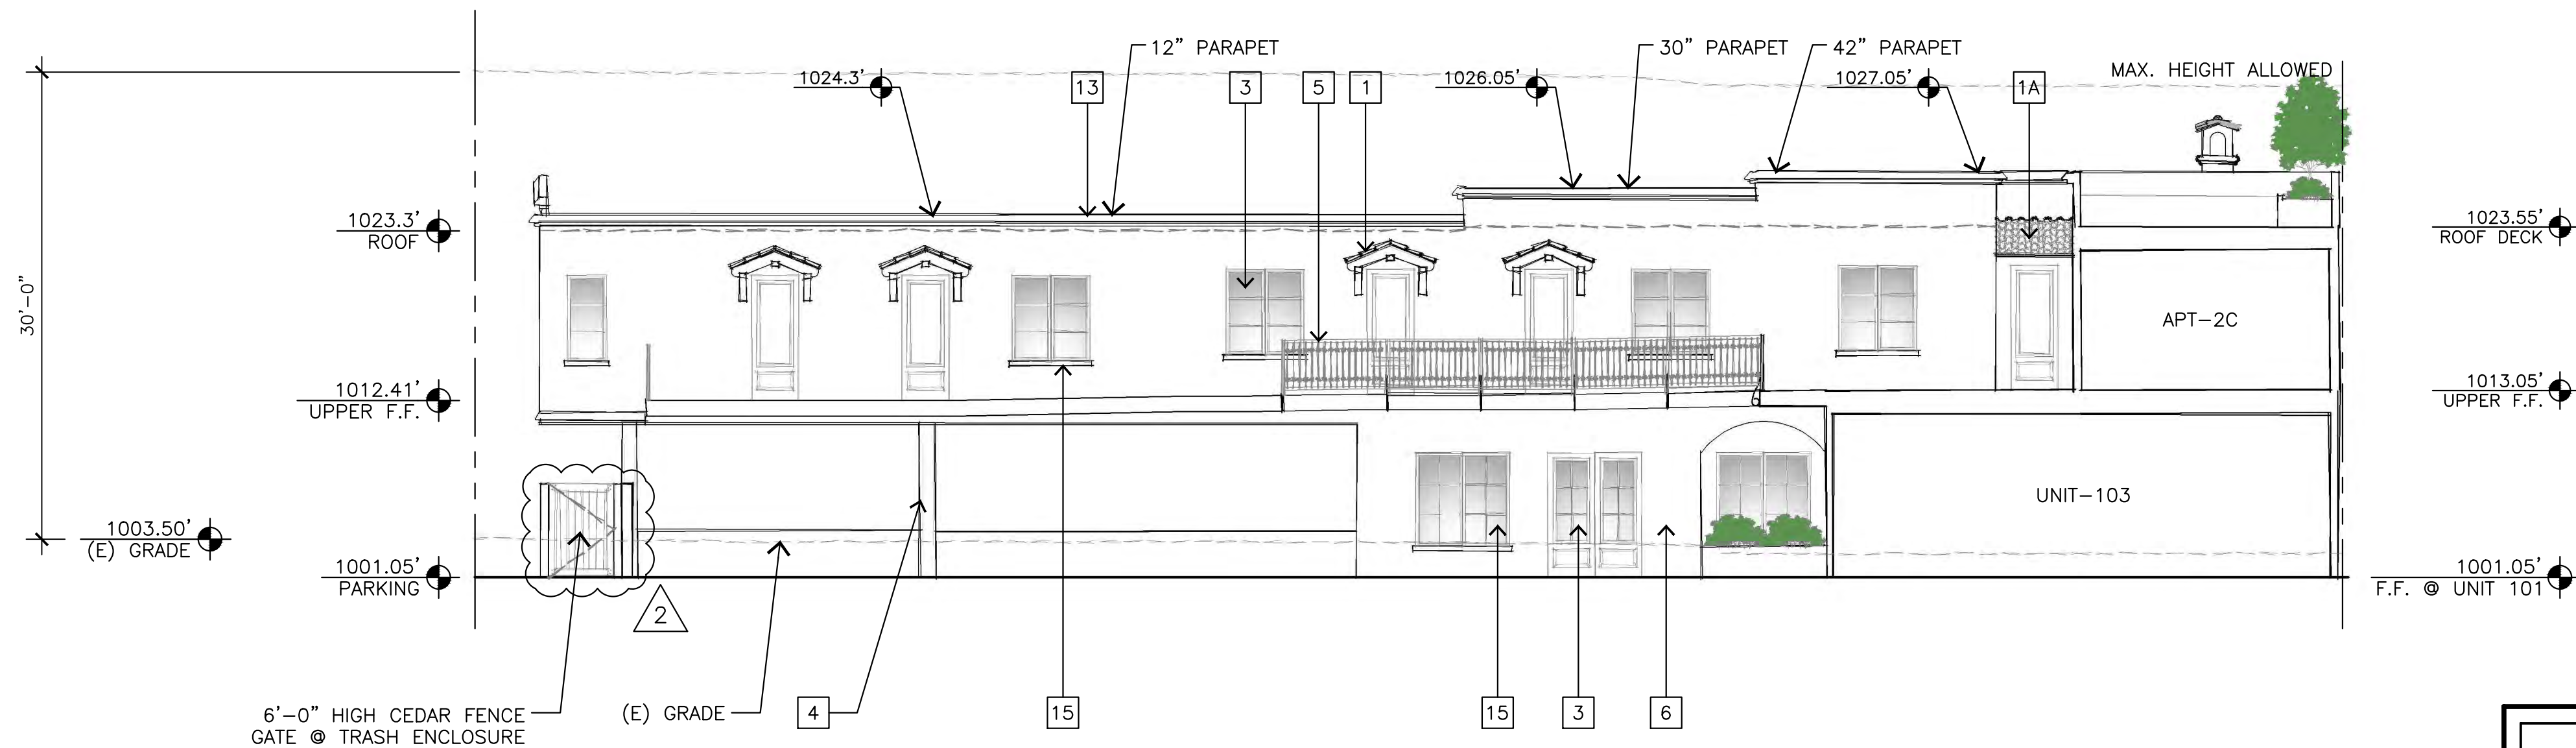 12" PARAPET
30" PARAPET
42" PARAPET
MAX. HEIGHT ALLOWED
1024.3'
13
3
5
1
1026.05'
1027.05'
1A
1023.3'
ROOF
1023.55'
ROOF DECK
30'-0"
APT-2C
1012.41'
UPPER F.F.
1013.05'
UPPER F.F.
UNIT-103
1003.50'
(E) GRADE
1001.05'
PARKING
1001.05'
F.F. @ UNIT 101
2
6'-0" HIGH CEDAR FENCE
GATE @ TRASH ENCLOSURE
(E) GRADE
4
15
15
3
6